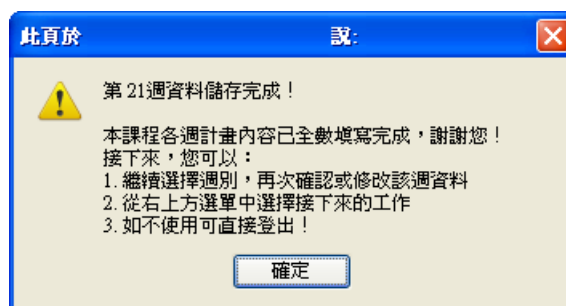 此頁於 說:
第 21週資料儲存完成！
本課程各週計畫內容已全數填寫完成，謝謝您！
接下來，您可以：
1. 繼續選擇週別，再次確認或修改該週資料
2. 從右上方選單中選擇接下來的工作
3. 如不使用可直接登出！
確定